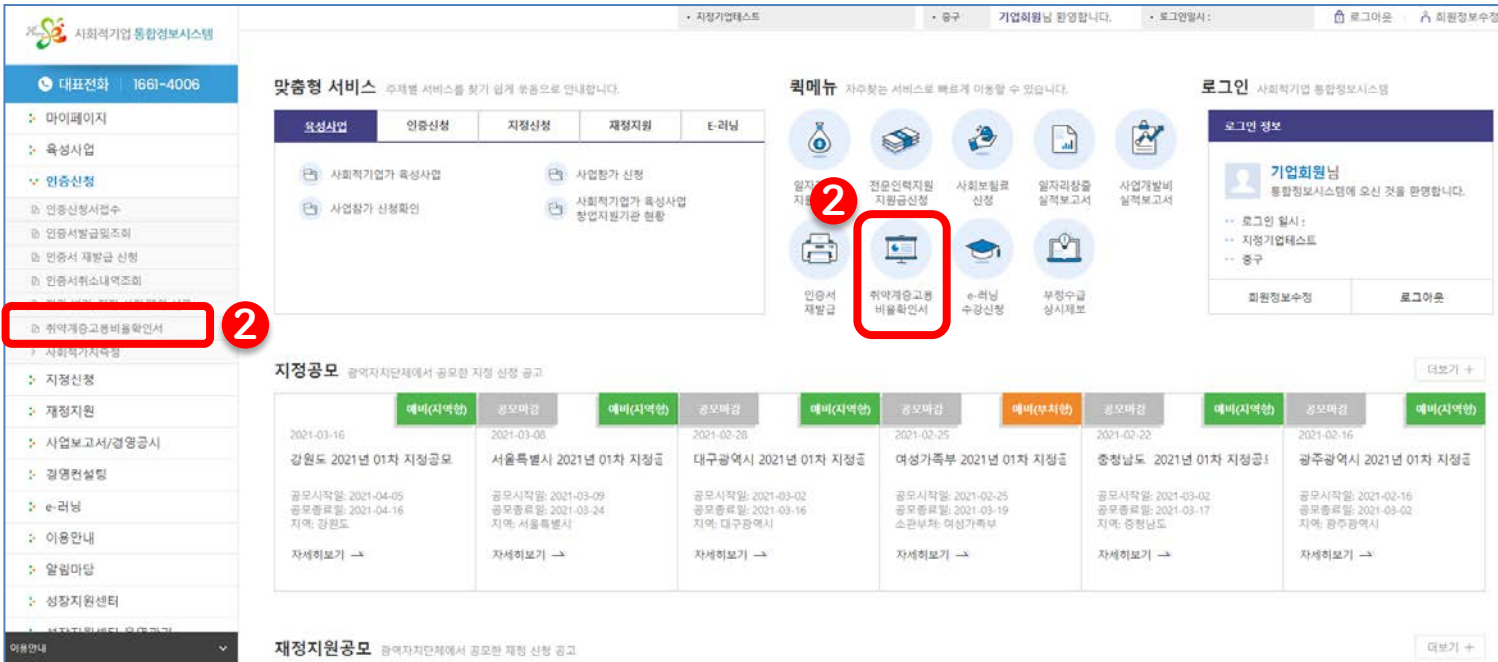 • 지정기업테스트
• 중구
기업회원님 환영합니다.
• 로그인일시 :
로그아웃
회원정보수정
사회적기업 통합정보시스템
대표전화 | 1661-4006
마이페이지
육성사업
인증신청
인증신청서접수
인증서발급및조회
인증서 재발급 신청
인증서취소내역조회
취약계층고용비율확인서
2
사회적가치측정
지정신청
재정지원
사업보고서/경영공시
경영컨설팅
e-러닝
이용안내
알림마당
성장지원센터
이용안내
맞춤형 서비스 주제별 서비스를 찾기 쉽게 묶음으로 안내합니다.
육성사업 인증신청 지정신청 재정지원 E-러닝
사회적기업가 육성사업
사업참가 신청
사업참가 신청확인
사회적기업가 육성사업
창업지원기관 현황
퀵메뉴 자주찾는 서비스로 빠르게 이동할 수 있습니다.
2
전문인력지원
지원금신청
사회보험료
신청
일자리창출
실적보고서
사업개발비
실적보고서
인증서
재발급
취약계층고용
비율확인서
e-러닝
수강신청
부정수급
상시제보
로그인 사회적기업 통합정보시스템
로그인 정보
기업회원님
통합정보시스템에 오신 것을 환영합니다.
로그인 일시 :
지정기업테스트
중구
회원정보수정 로그아웃
지정공모 광역자치단체에서 공모한 지정 신청 공고
더보기 +
예비(지역형)
2021-03-16
강원도 2021년 01차 지정공모
공모시작일: 2021-04-05
공모종료일: 2021-04-16
지역: 강원도
자세히보기
공모마감 예비(지역형)
2021-03-08
서울특별시 2021년 01차 지정공
공모시작일: 2021-03-09
공모종료일: 2021-03-24
지역: 서울특별시
자세히보기
공모마감 예비(지역형)
2021-02-28
대구광역시 2021년 01차 지정공
공모시작일: 2021-03-02
공모종료일: 2021-03-16
지역: 대구광역시
자세히보기
공모마감 예비(부처형)
2021-02-25
여성가족부 2021년 01차 지정공
공모시작일: 2021-02-25
공모종료일: 2021-03-19
소관부처: 여성가족부
자세히보기
공모마감 예비(지역형)
2021-02-22
충청남도 2021년 01차 지정공모
공모시작일: 2021-03-02
공모종료일: 2021-03-17
지역: 충청남도
자세히보기
공모마감 예비(지역형)
2021-02-16
광주광역시 2021년 01차 지정공
공모시작일: 2021-02-16
공모종료일: 2021-03-02
지역: 광주광역시
자세히보기
재정지원공모 광역자치단체에서 공모한 재정 신청 공고
더보기 +